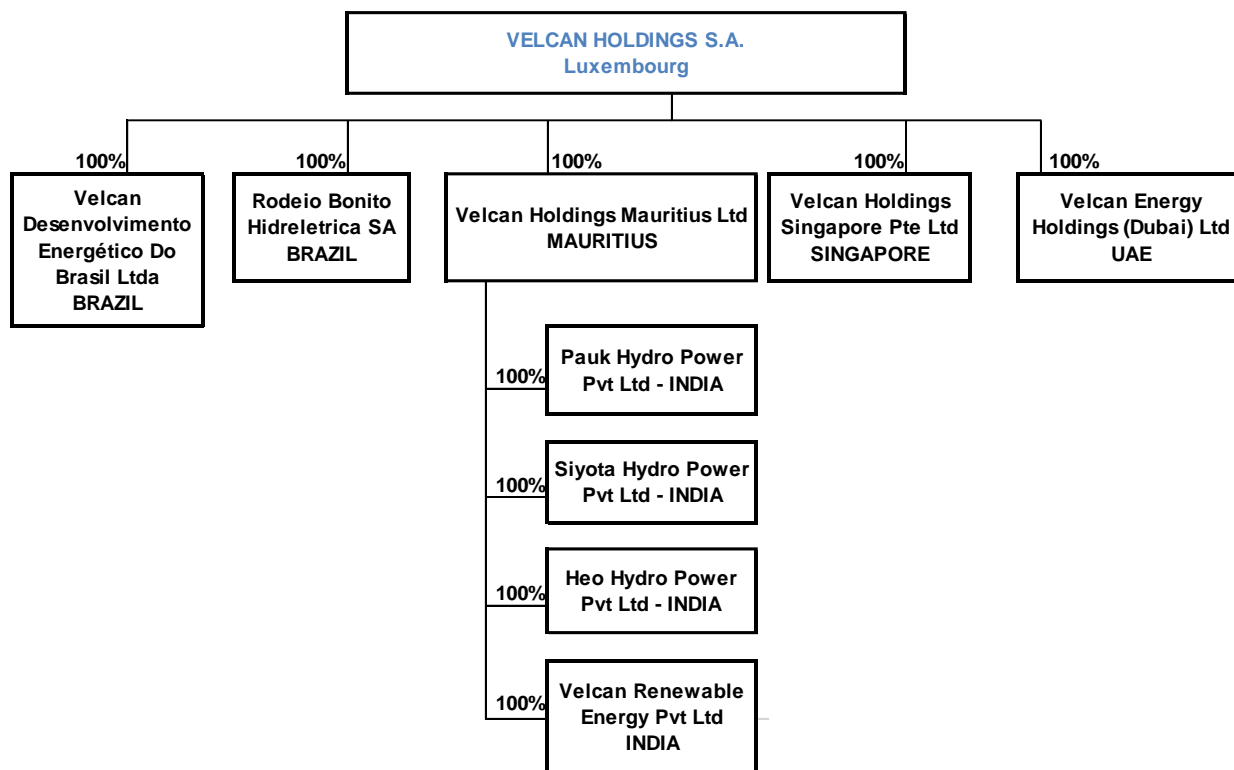 VELCAN HOLDINGS S.A.
Luxembourg
100%
Velcan
Desenvolvimento
Energético Do
Brasil Ltda
BRAZIL
100%
Rodeio Bonito
Hidreletrica SA
BRAZIL
100%
Velcan Holdings Mauritius Ltd
MAURITIUS
100%
Velcan Holdings
Singapore Pte Ltd
SINGAPORE
100%
Velcan Energy
Holdings (Dubai) Ltd
UAE
100%
Pauk Hydro Power
Pvt Ltd - INDIA
100%
Siyota Hydro Power
Pvt Ltd - INDIA
100%
Heo Hydro Power
Pvt Ltd - INDIA
100%
Velcan Renewable
Energy Pvt Ltd
INDIA